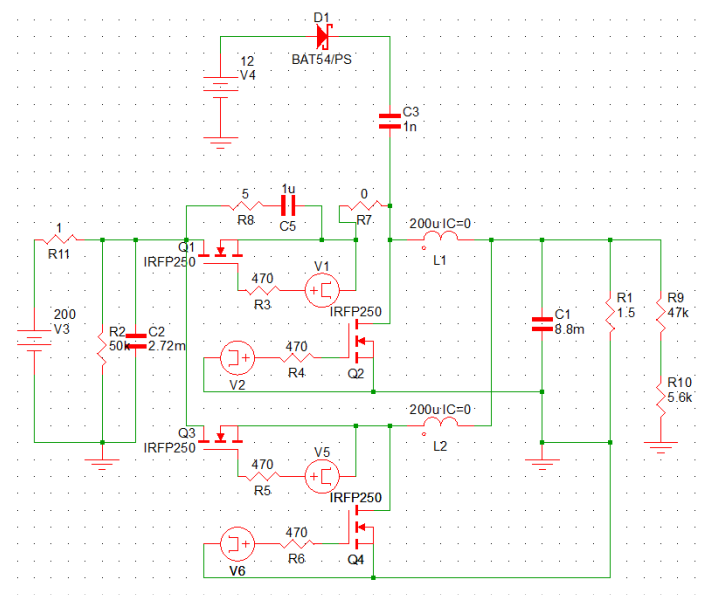 D1
BAT54/PS
12
V4
C3
1n
5
R8
1u
C5
0
R7
200u IC=0
L1
1
R11
Q1
IRFP250
470
R3
V1
IRFP250
200
V3
R2
50k
C2
2.72m
470
R4
V2
Q2
C1
8.8m
R1
1.5
R9
47k
R10
5.6k
200u IC=0
L2
Q3
IRFP250
470
R5
V5
IRFP250
470
R6
V6
Q4